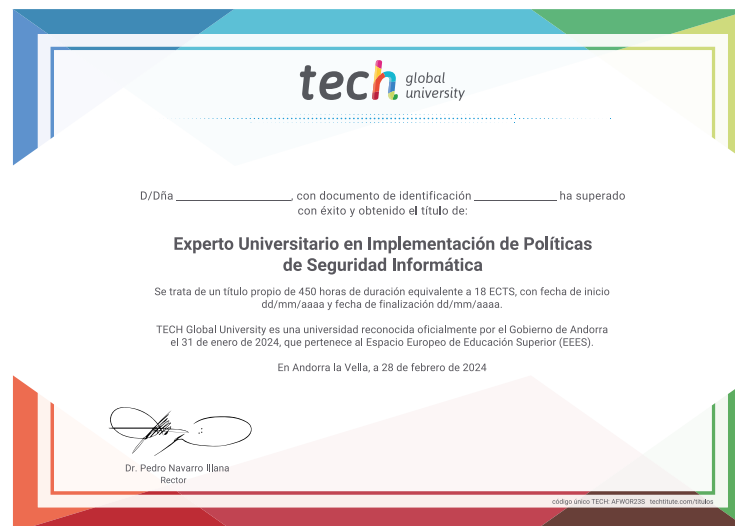 tech global university
D/Dña ________________, con documento de identificación ____________ ha superado
con éxito y obtenido el título de:
Experto Universitario en Implementación de Políticas
de Seguridad Informática
Se trata de un título propio de 450 horas de duración equivalente a 18 ECTS, con fecha de inicio
dd/mm/aaaa y fecha de finalización dd/mm/aaaa.
TECH Global University es una universidad reconocida oficialmente por el Gobierno de Andorra
el 31 de enero de 2024, que pertenece al Espacio Europeo de Educación Superior (EEES).
En Andorra la Vella, a 28 de febrero de 2024
Dr. Pedro Navarro Illana
Rector
código único TECH: AFWOR23S techtitute.com/titulos